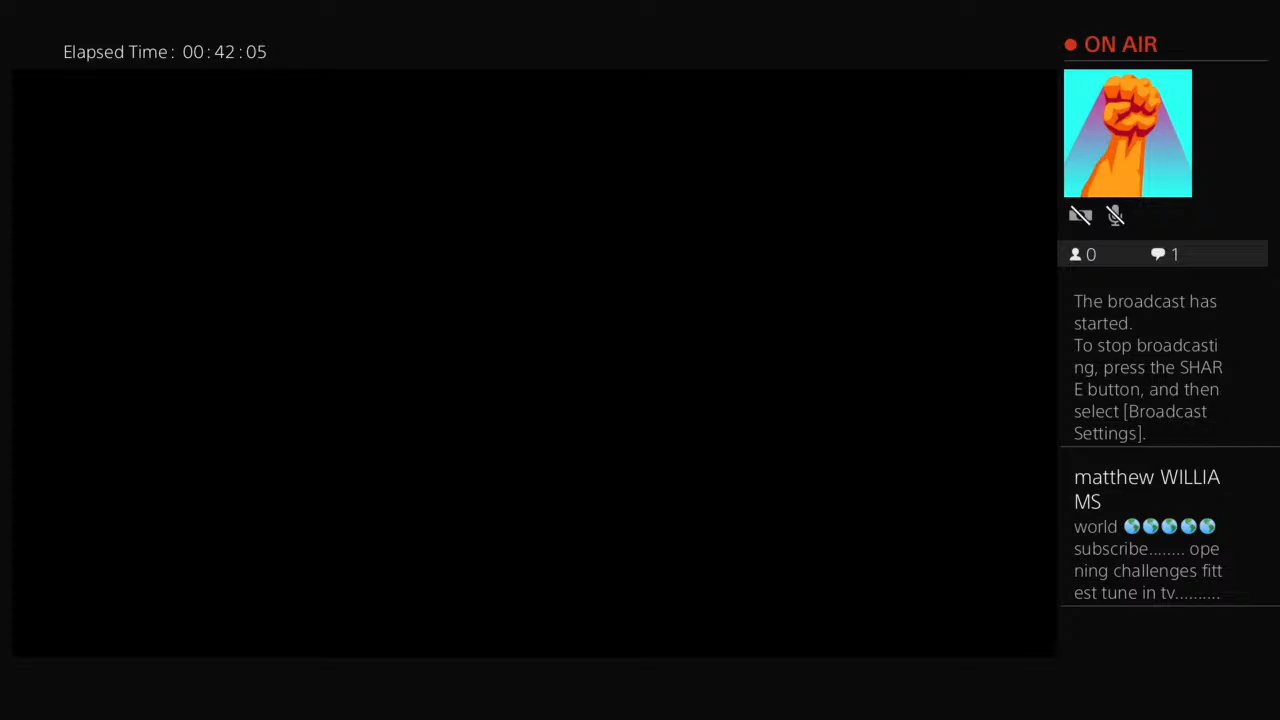 Elapsed Time: 00:42:05
ON AIR
0 1
The broadcast has
started.
To stop broadcasti
ng, press the SHAR
E button, and then
select [Broadcast
Settings].
matthew WILLIA
MS
world 🌎🌎🌎🌎🌎
subscribe........ ope
ning challenges fitt
est tune in tv..........